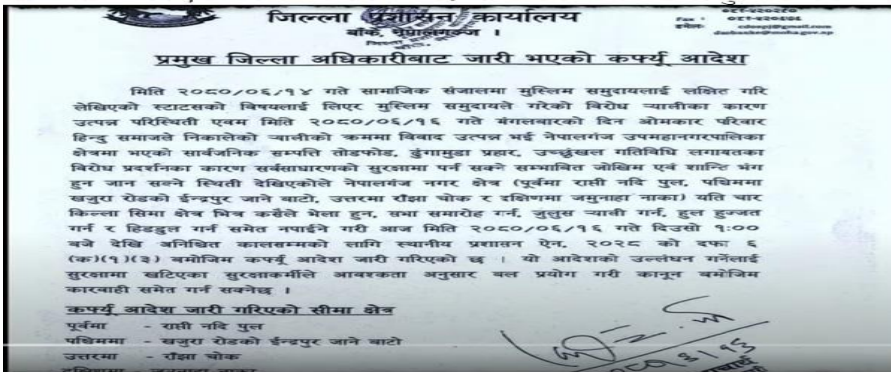 जिल्ला प्रशासन कार्यालय
बाँके, नेपालगञ्ज ।
प्रमुख जिल्ला अधिकारीबाट जारी भएको कर्फ्यू आदेश
मिति २०८०/०६/१४ गते सामाजिक संजालमा मुस्लिम समुदायलाई लक्षित गरि
लेखिएको स्टाटसको बिषयलाई लिएर मुस्लिम समुदायले गरेको बिरोध र्‍यालीका कारण
उत्पन्न परिस्थिती एवम मिति २०८०/०६/१६ गते मंगलबारको दिन ओमकार परिवार
हिन्दु समाजले निकालेको र्‍यालीको क्रममा बिबाद उत्पन्न भई नेपालगंज उपमहानगरपालिका
क्षेत्रमा भएको सार्वजनिक सम्पत्ति तोडफोड, ढुंगामुढा प्रहार, उच्छृंखल गतिबिधि लगायतका
बिरोध प्रदर्शनका कारण सर्वसाधारणको सुरक्षामा पर्न सक्ने सम्भाबित जोखिम एवं शान्ति भंग
हुन जान सक्ने स्थिती देखिएकोले नेपालगंज नगर क्षेत्र (पूर्वमा राप्ती नदि पुल, पश्चिममा
खजुरा रोडको ईन्द्रपुर जाने बाटो, उत्तरमा राँझा चोक र दक्षिणमा जमुनाहा नाका) यति चार
किल्ला सिमा क्षेत्र भित्र कसैले भेला हुन, सभा समारोह गर्न, जुलुस र्‍याली गर्न, हुल हुज्जत
गर्न र हिडडुल गर्न समेत नपाईने गरी आज मिति २०८०/०६/१६ गते दिउसो १:००
बजे देखि अनिश्चित कालसम्मको लागि स्थानीय प्रशासन ऐन, २०२८ को दफा ६
(क)(१)(३) बमोजिम कर्फ्यू आदेश जारी गरिएको छ । यो आदेशको उल्लंघन गर्नेलाई
सुरक्षामा खटिएका सुरक्षाकर्मीले आवश्कता अनुसार बल प्रयोग गरी कानून बमोजिम
कारबाही समेत गर्न सक्नेछ ।
कर्फ्यू आदेश जारी गरिएको सीमा क्षेत्र
पूर्वमा - राप्ती नदि पुल
पश्चिममा - खजुरा रोडको ईन्द्रपुर जाने बाटो
उत्तरमा - राँझा चोक